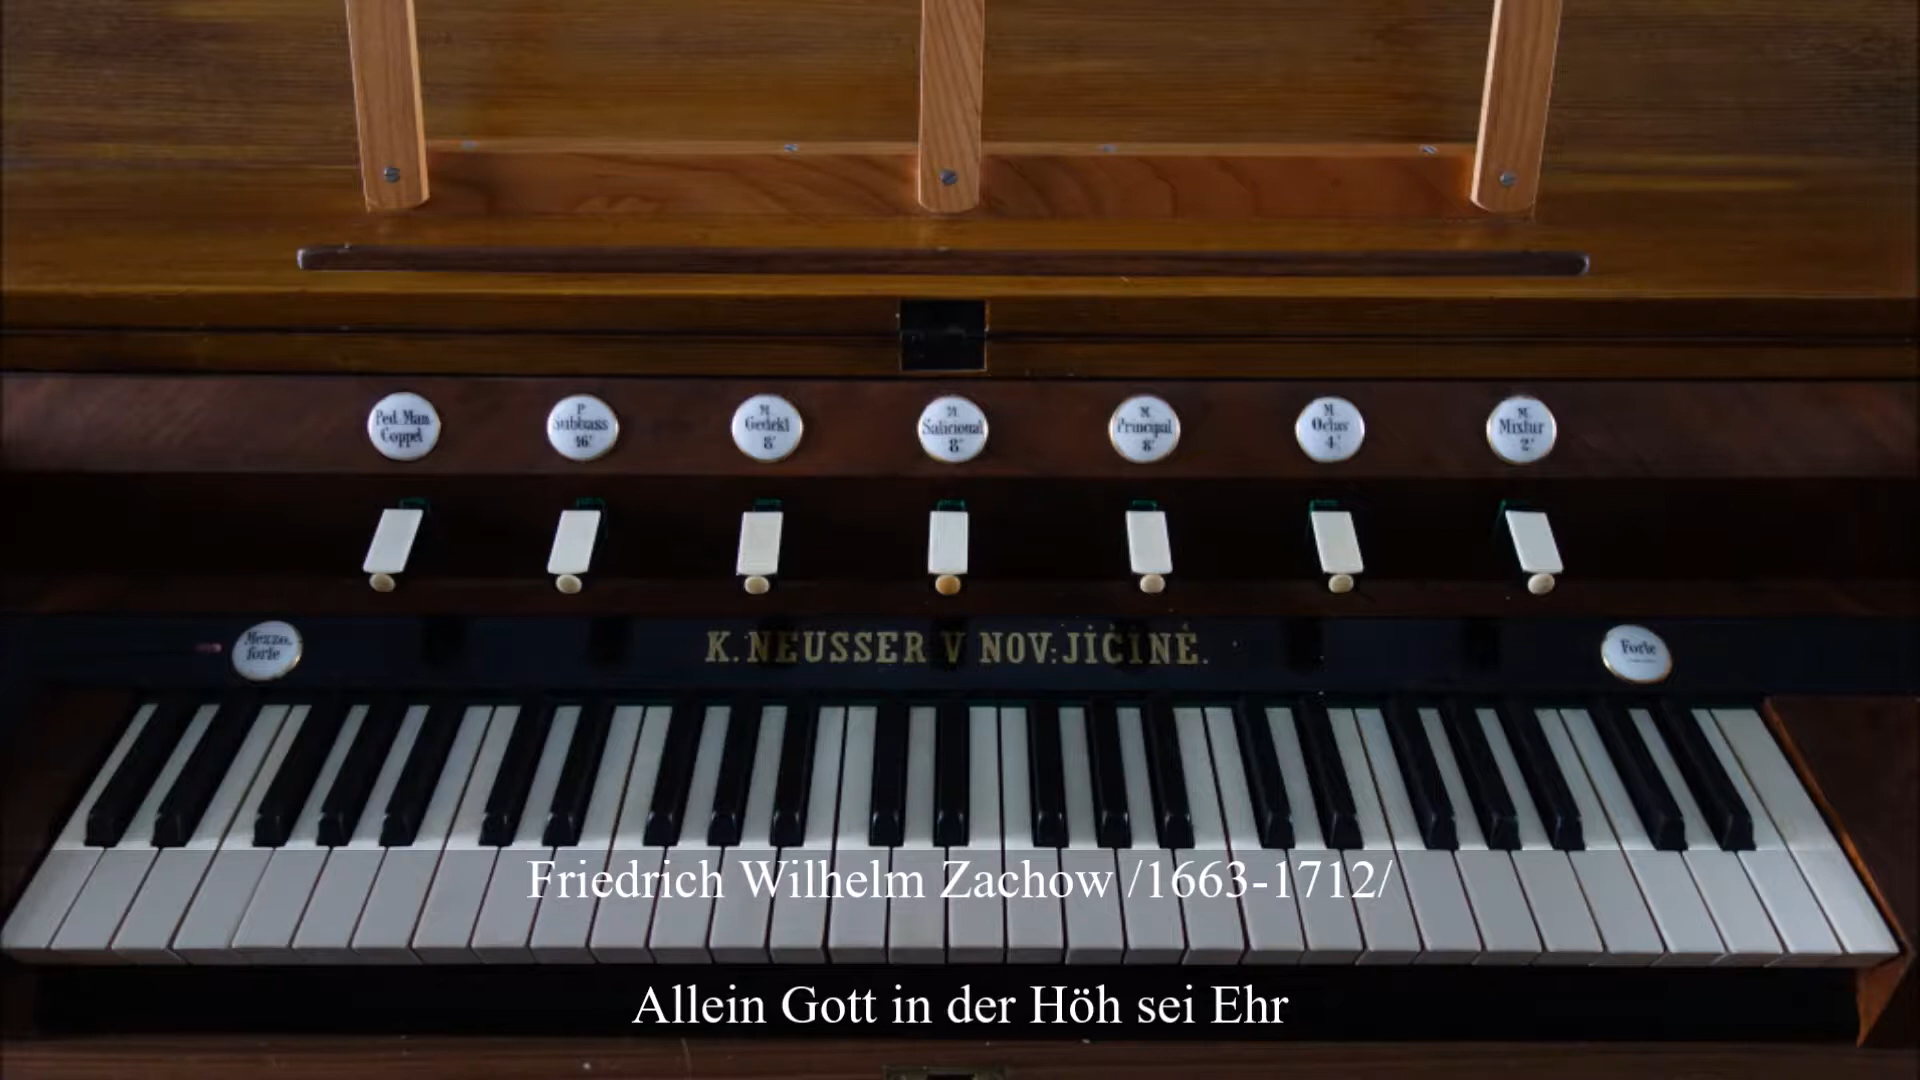 Ped. Man.
Coppel
P.
Subbass
16'
M.
Gedekt
8'
M.
Salicional
8'
M.
Principal
8'
M.
Octav
4'
M.
Mixtur
2'
Mezzo-
forte
K. NEUSSER V NOV: JIČÍNĚ.
Forte
Friedrich Wilhelm Zachow /1663-1712/
Allein Gott in der Höh sei Ehr